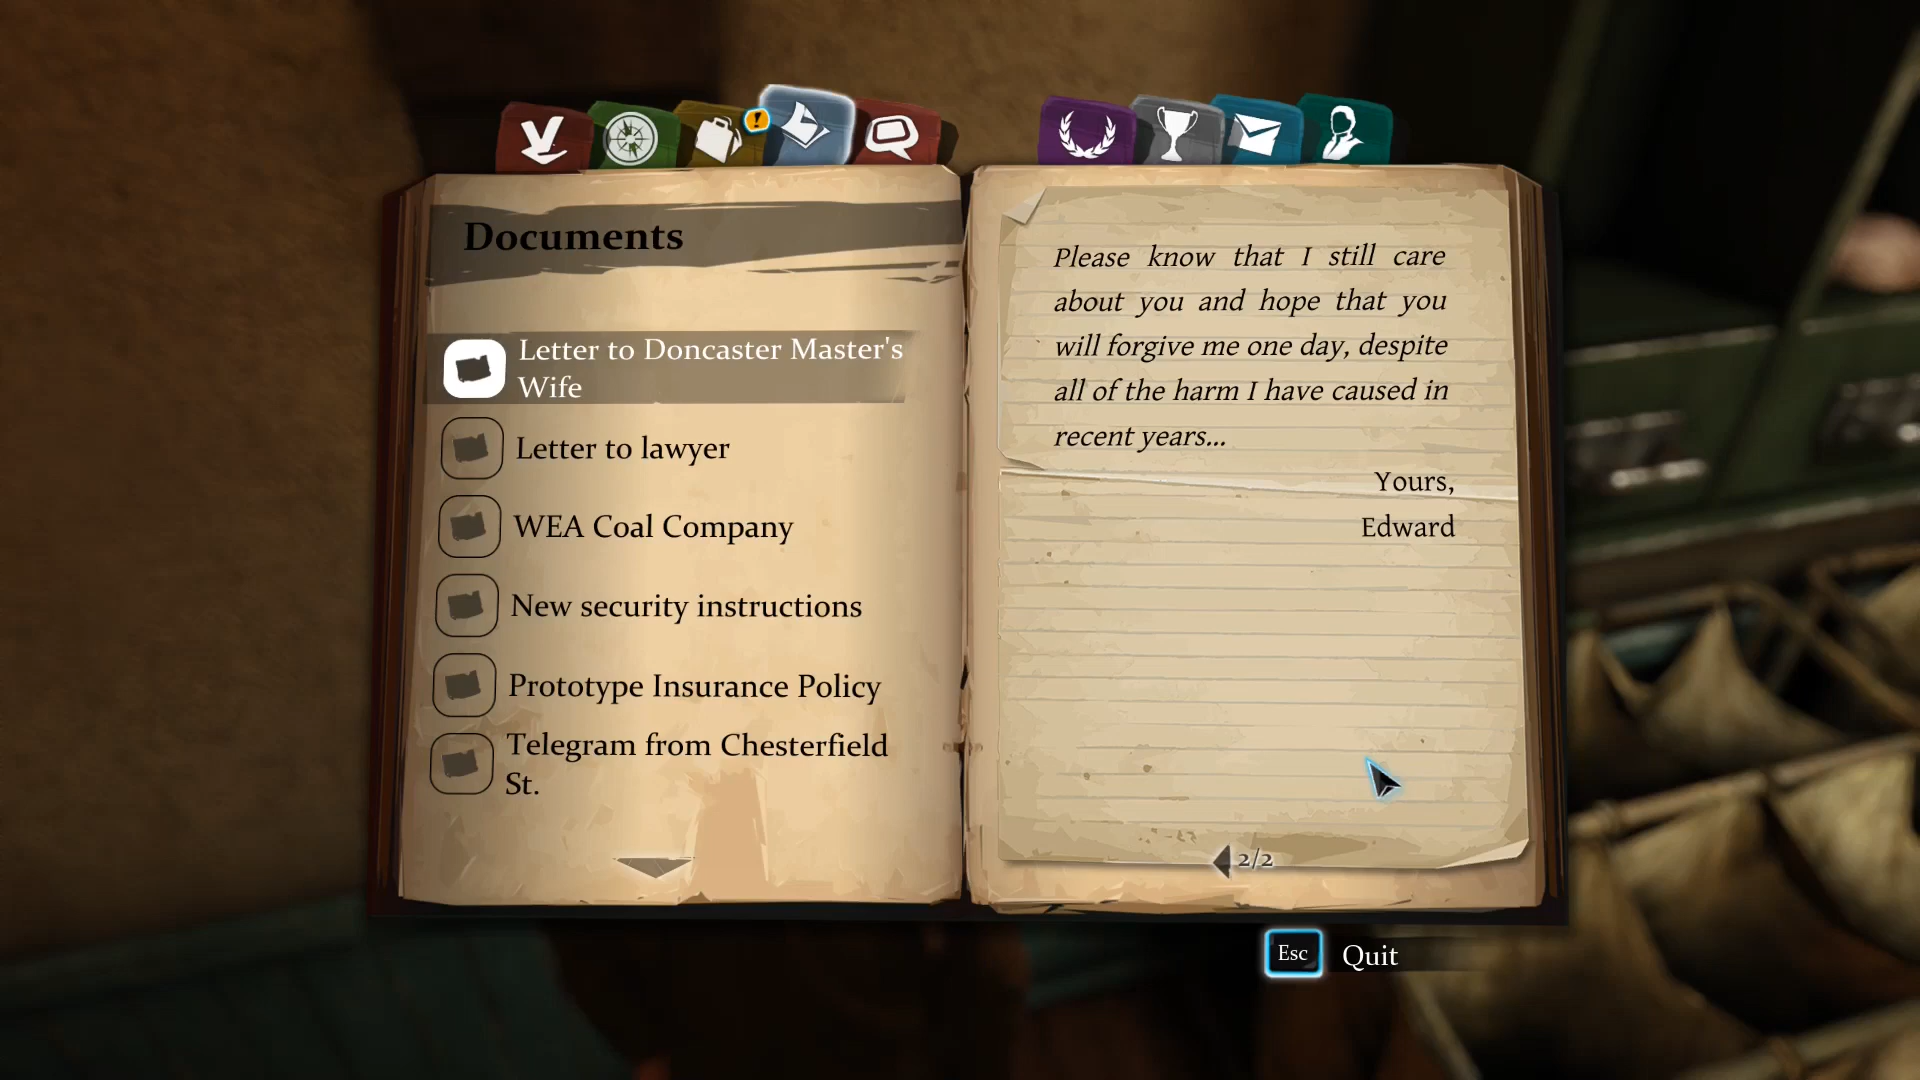 Documents
Letter to Doncaster Master's
Wife
Letter to lawyer
WEA Coal Company
New security instructions
Prototype Insurance Policy
Telegram from Chesterfield
St.
Please know that I still care
about you and hope that you
will forgive me one day, despite
all of the harm I have caused in
recent years...
Yours,
Edward
2/2
Esc Quit